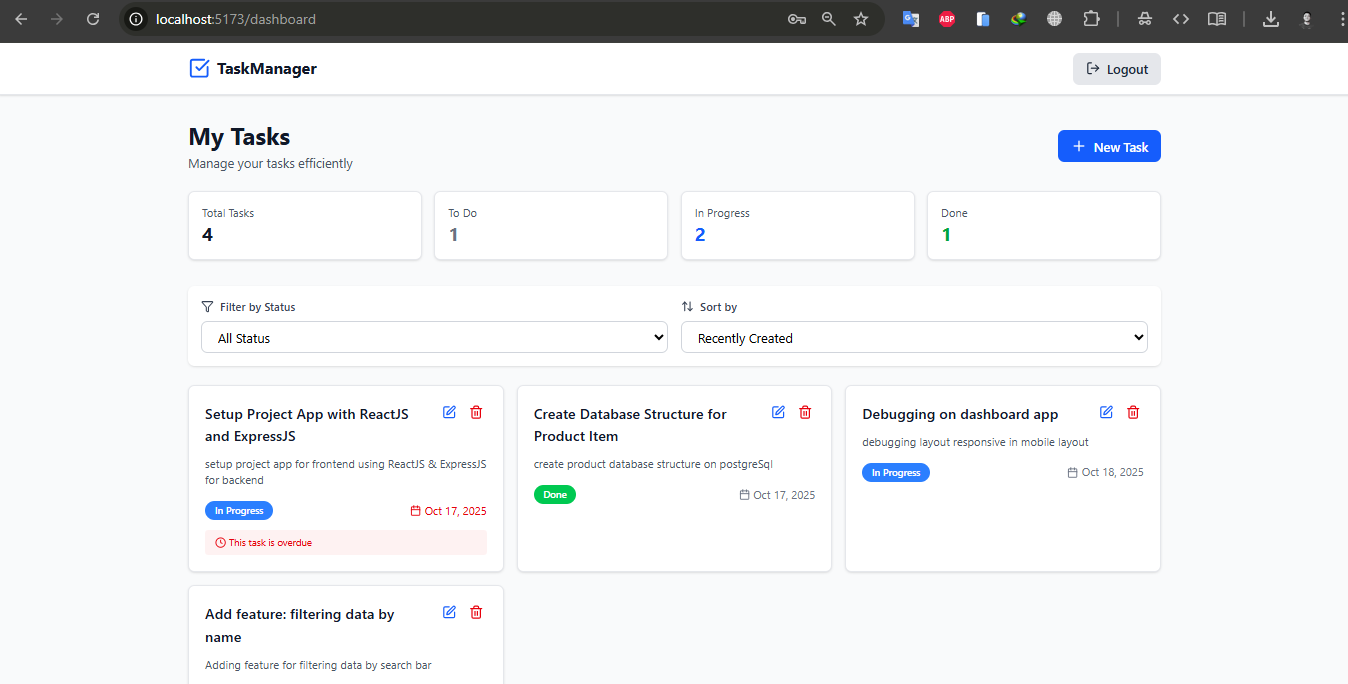 localhost:5173/dashboard
ABP
TaskManager
Logout
My Tasks
Manage your tasks efficiently
New Task
Total Tasks
4
To Do
1
In Progress
2
Done
1
Filter by Status
All Status
Sort by
Recently Created
Setup Project App with ReactJS
and ExpressJS
setup project app for frontend using ReactJS & ExpressJS
for backend
In Progress
Oct 17, 2025
This task is overdue
Create Database Structure for
Product Item
create product database structure on postgreSql
Done
Oct 17, 2025
Debugging on dashboard app
debugging layout responsive in mobile layout
In Progress
Oct 18, 2025
Add feature: filtering data by
name
Adding feature for filtering data by search bar